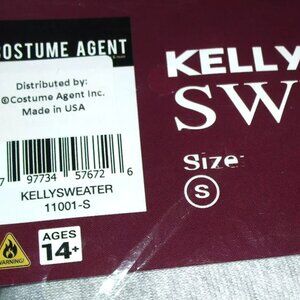 COSTUME AGENT
Distributed by:
©Costume Agent Inc.
Made in USA
97734 57672 6
KELLYSWEATER
11001-S
WARNING!
AGES
14+
KELLY
SW
Size:
S